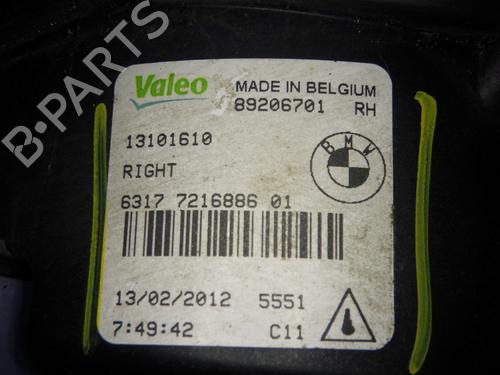 B-PARTS
Valeo
MADE IN BELGIUM
89206701 RH
13101610
RIGHT
BMW
6317 7216886 01
13/02/2012 5551
7:49:42 C11
B-PARTS